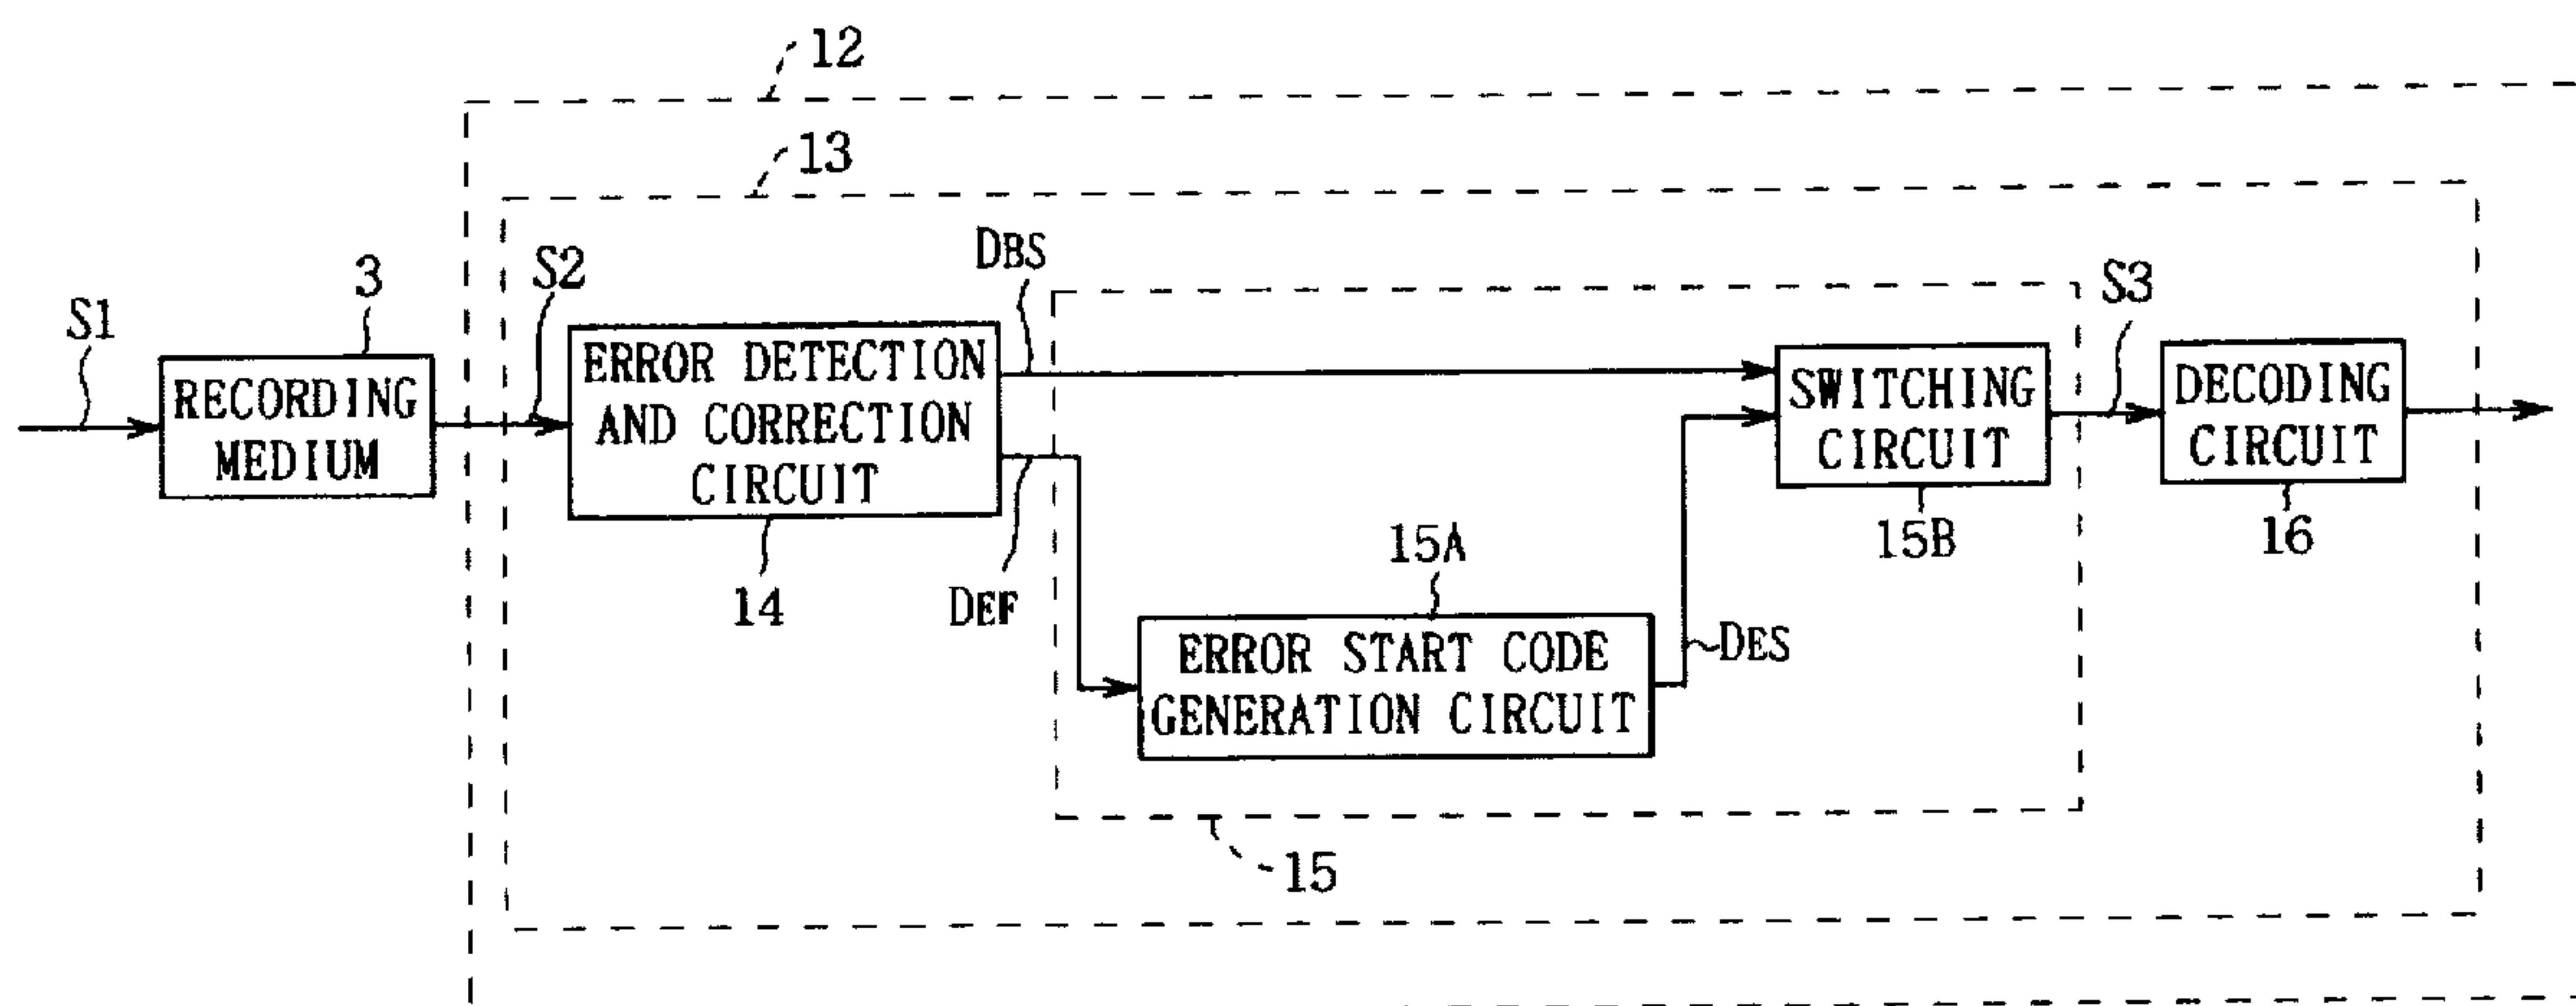 12
13
S1
3
RECORDING
MEDIUM
S2
ERROR DETECTION
AND CORRECTION
CIRCUIT
14
DBS
DEF
15A
ERROR START CODE
GENERATION CIRCUIT
DES
SWITCHING
CIRCUIT
15B
S3
DECODING
CIRCUIT
16
15